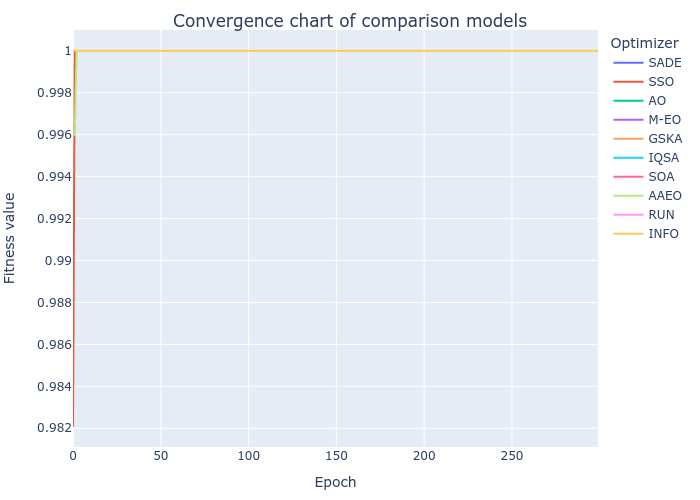 Convergence chart of comparison models
Optimizer
SADE
SSO
AO
M-EO
GSKA
IQSA
SOA
AAEO
RUN
INFO
Fitness value
1
0.998
0.996
0.994
0.992
0.99
0.988
0.986
0.984
0.982
0 50 100 150 200 250
Epoch